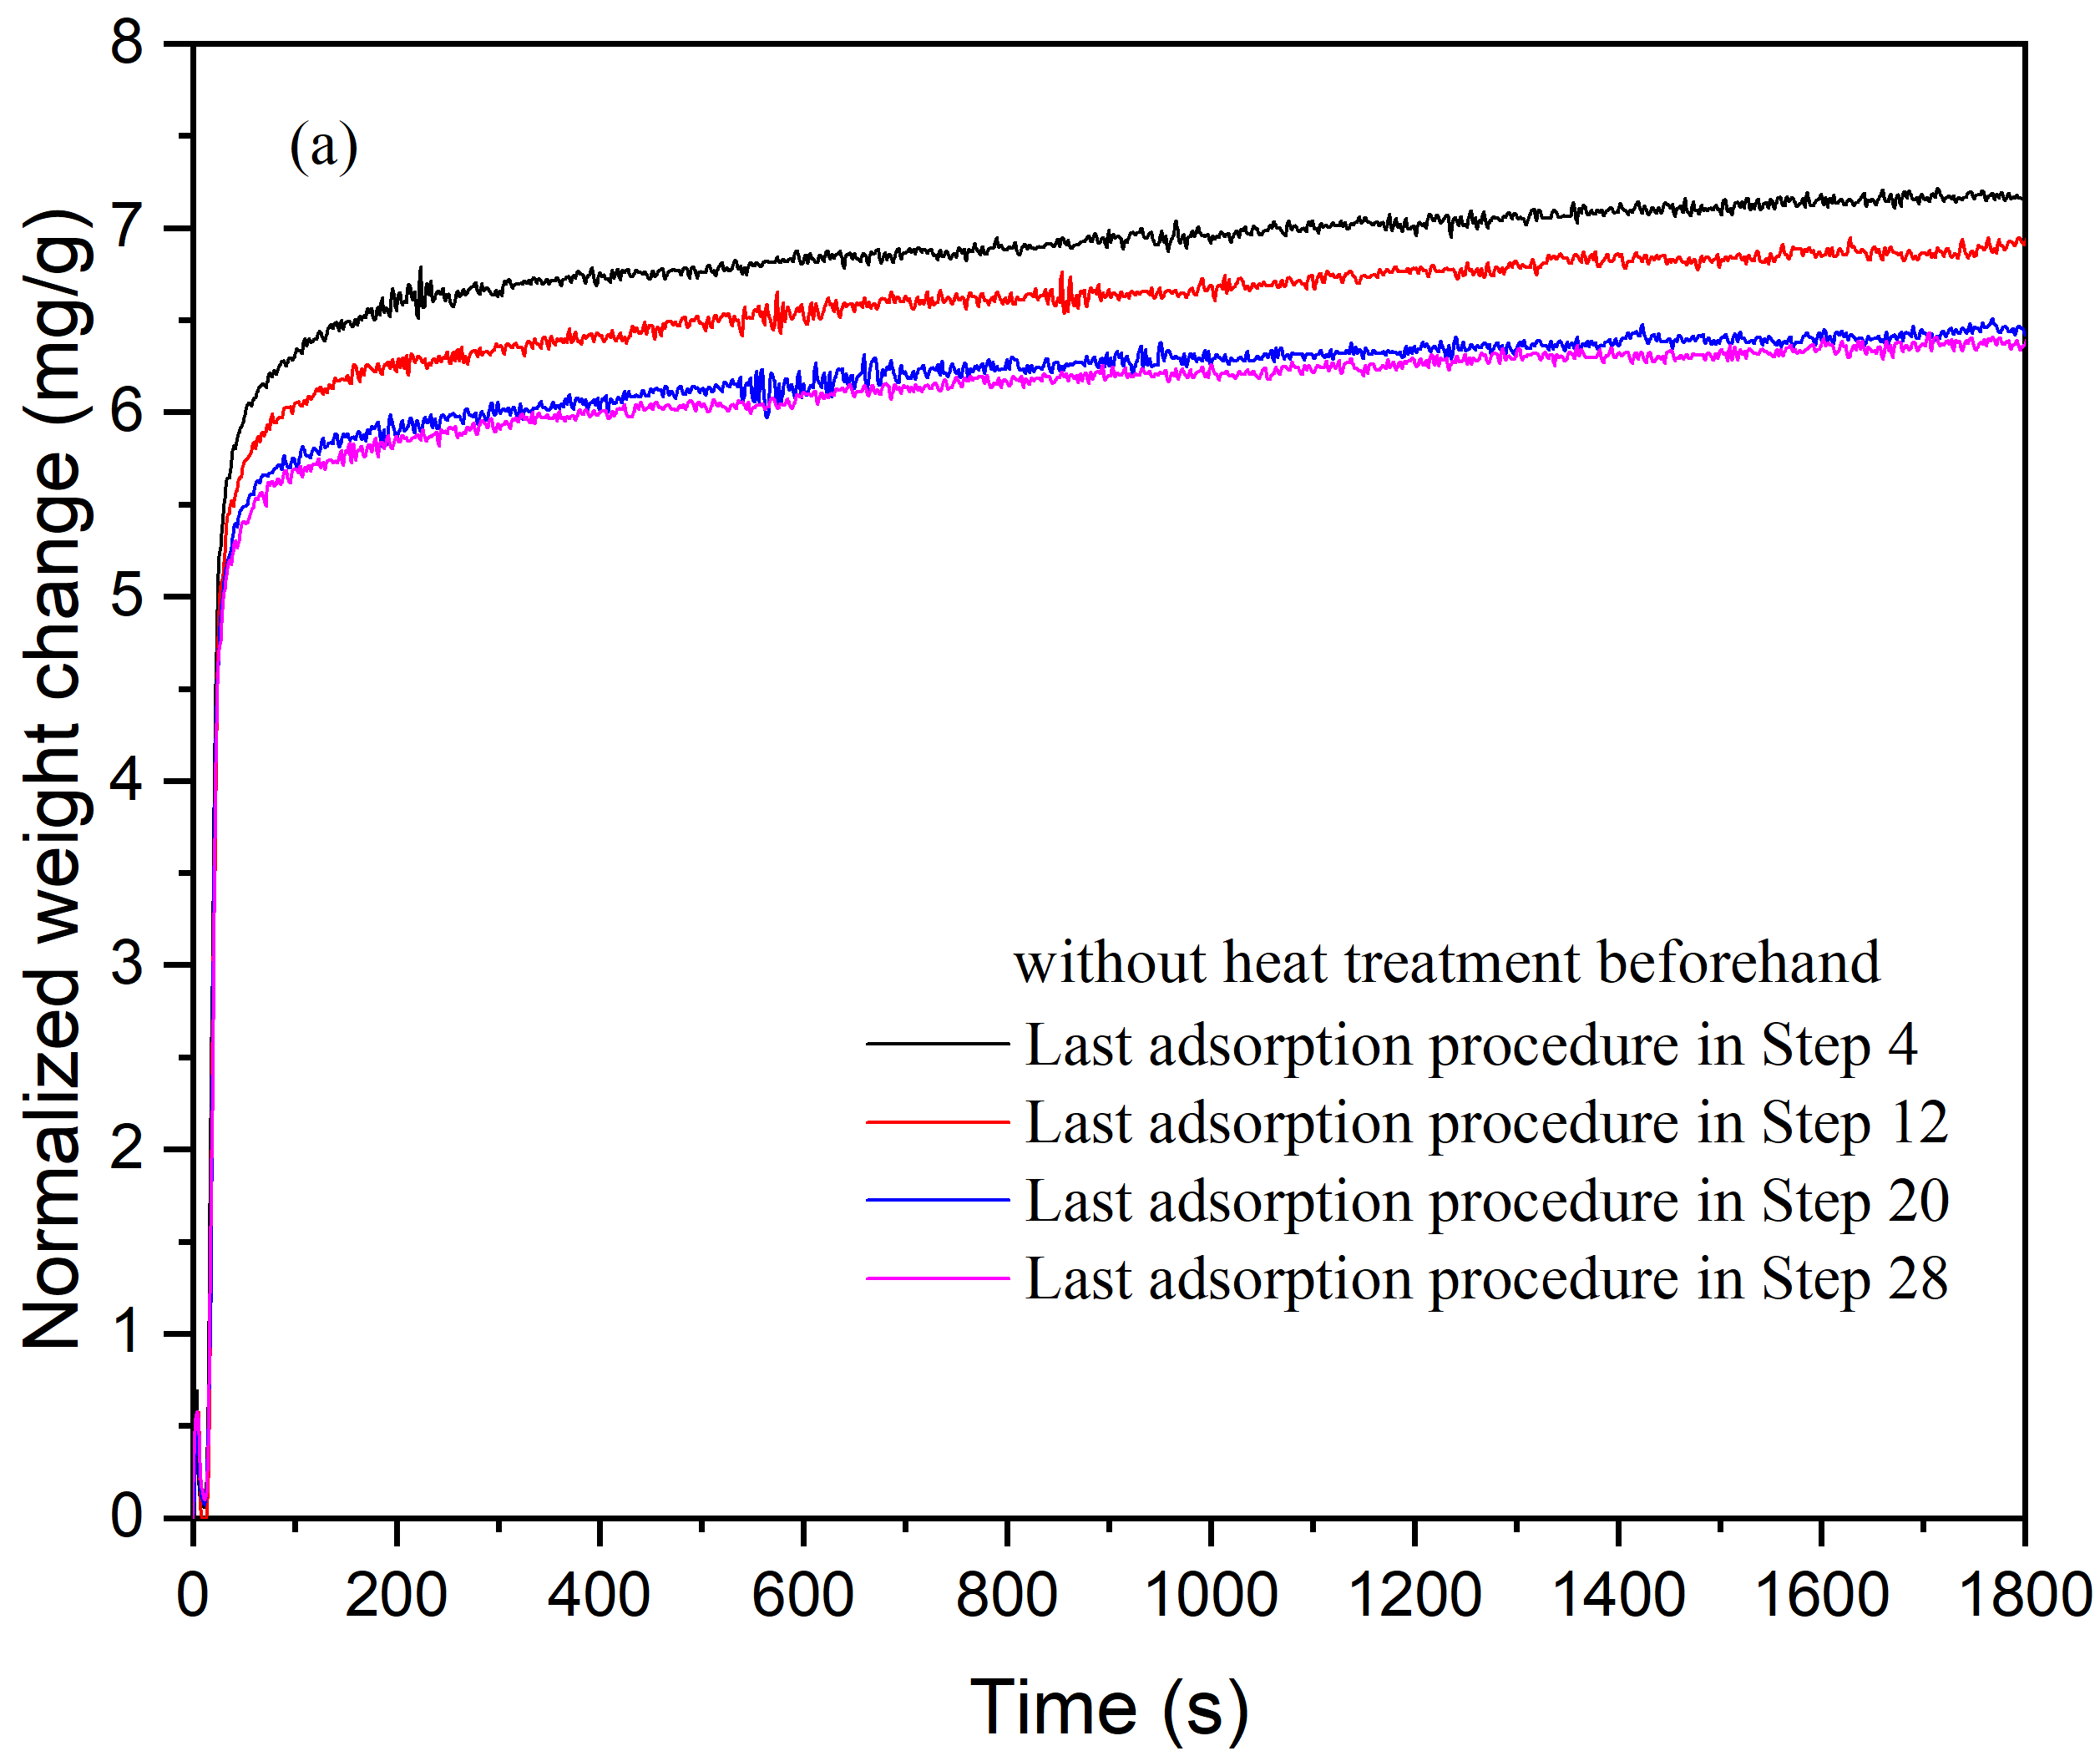 8
7
6
5
4
3
2
1
0
Normalized weight change (mg/g)
(a)
without heat treatment beforehand
Last adsorption procedure in Step 4
Last adsorption procedure in Step 12
Last adsorption procedure in Step 20
Last adsorption procedure in Step 28
0 200 400 600 800 1000 1200 1400 1600 1800
Time (s)